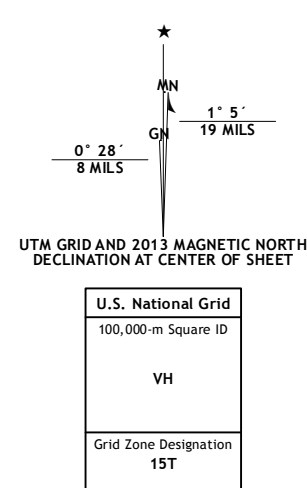 ★
MN
1° 5´
19 MILS
GN
0° 28´
8 MILS
UTM GRID AND 2013 MAGNETIC NORTH
DECLINATION AT CENTER OF SHEET
U.S. National Grid
100,000-m Square ID
VH
Grid Zone Designation
15T